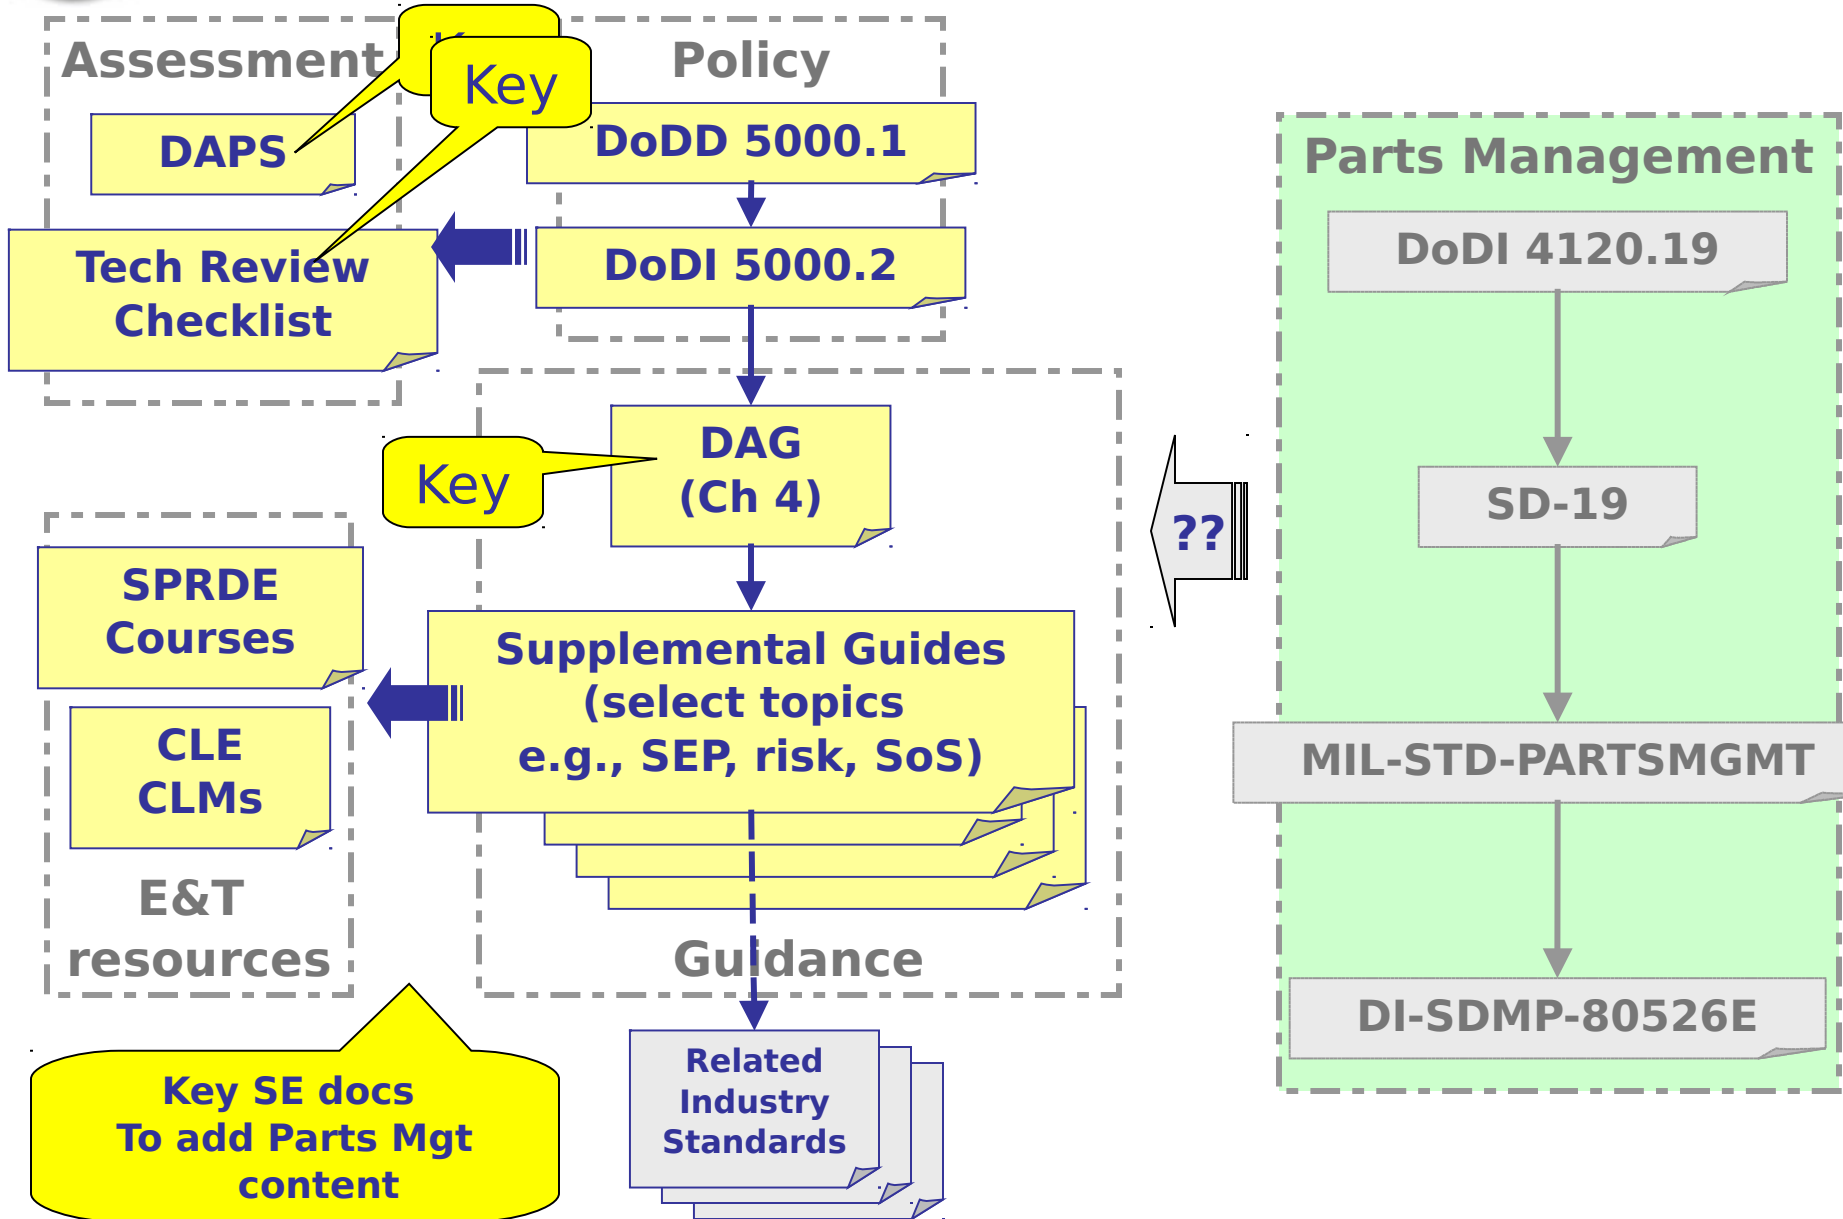 Assessment
Policy
Key
DAPS
DoDD 5000.1
Tech Review
Checklist
DoDI 5000.2
DAG
(Ch 4)
Key
SPRDE
Courses
CLE
CLMs
E&T
resources
Supplemental Guides
(select topics
e.g., SEP, risk, SoS)
Guidance
Key SE docs
To add Parts Mgt
content
Related
Industry
Standards
??
Parts Management
DoDI 4120.19
SD-19
MIL-STD-PARTSMGMT
DI-SDMP-80526E